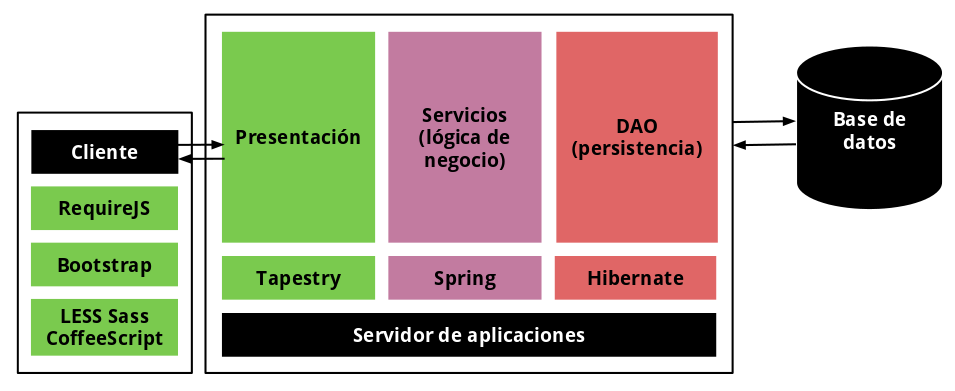 Cliente
RequireJS
Bootstrap
LESS Sass
CoffeeScript
Presentación
Servicios
(lógica de
negocio)
DAO
(persistencia)
Tapestry
Spring
Hibernate
Servidor de aplicaciones
Base de
datos